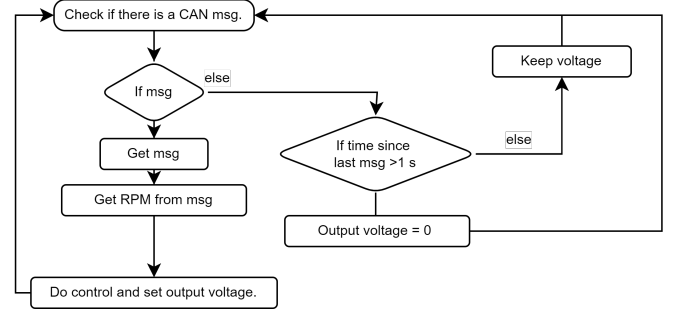 Check if there is a CAN msg.
Keep voltage
If msg
else
Get msg
If time since
last msg >1 s
else
Get RPM from msg
Output voltage = 0
Do control and set output voltage.